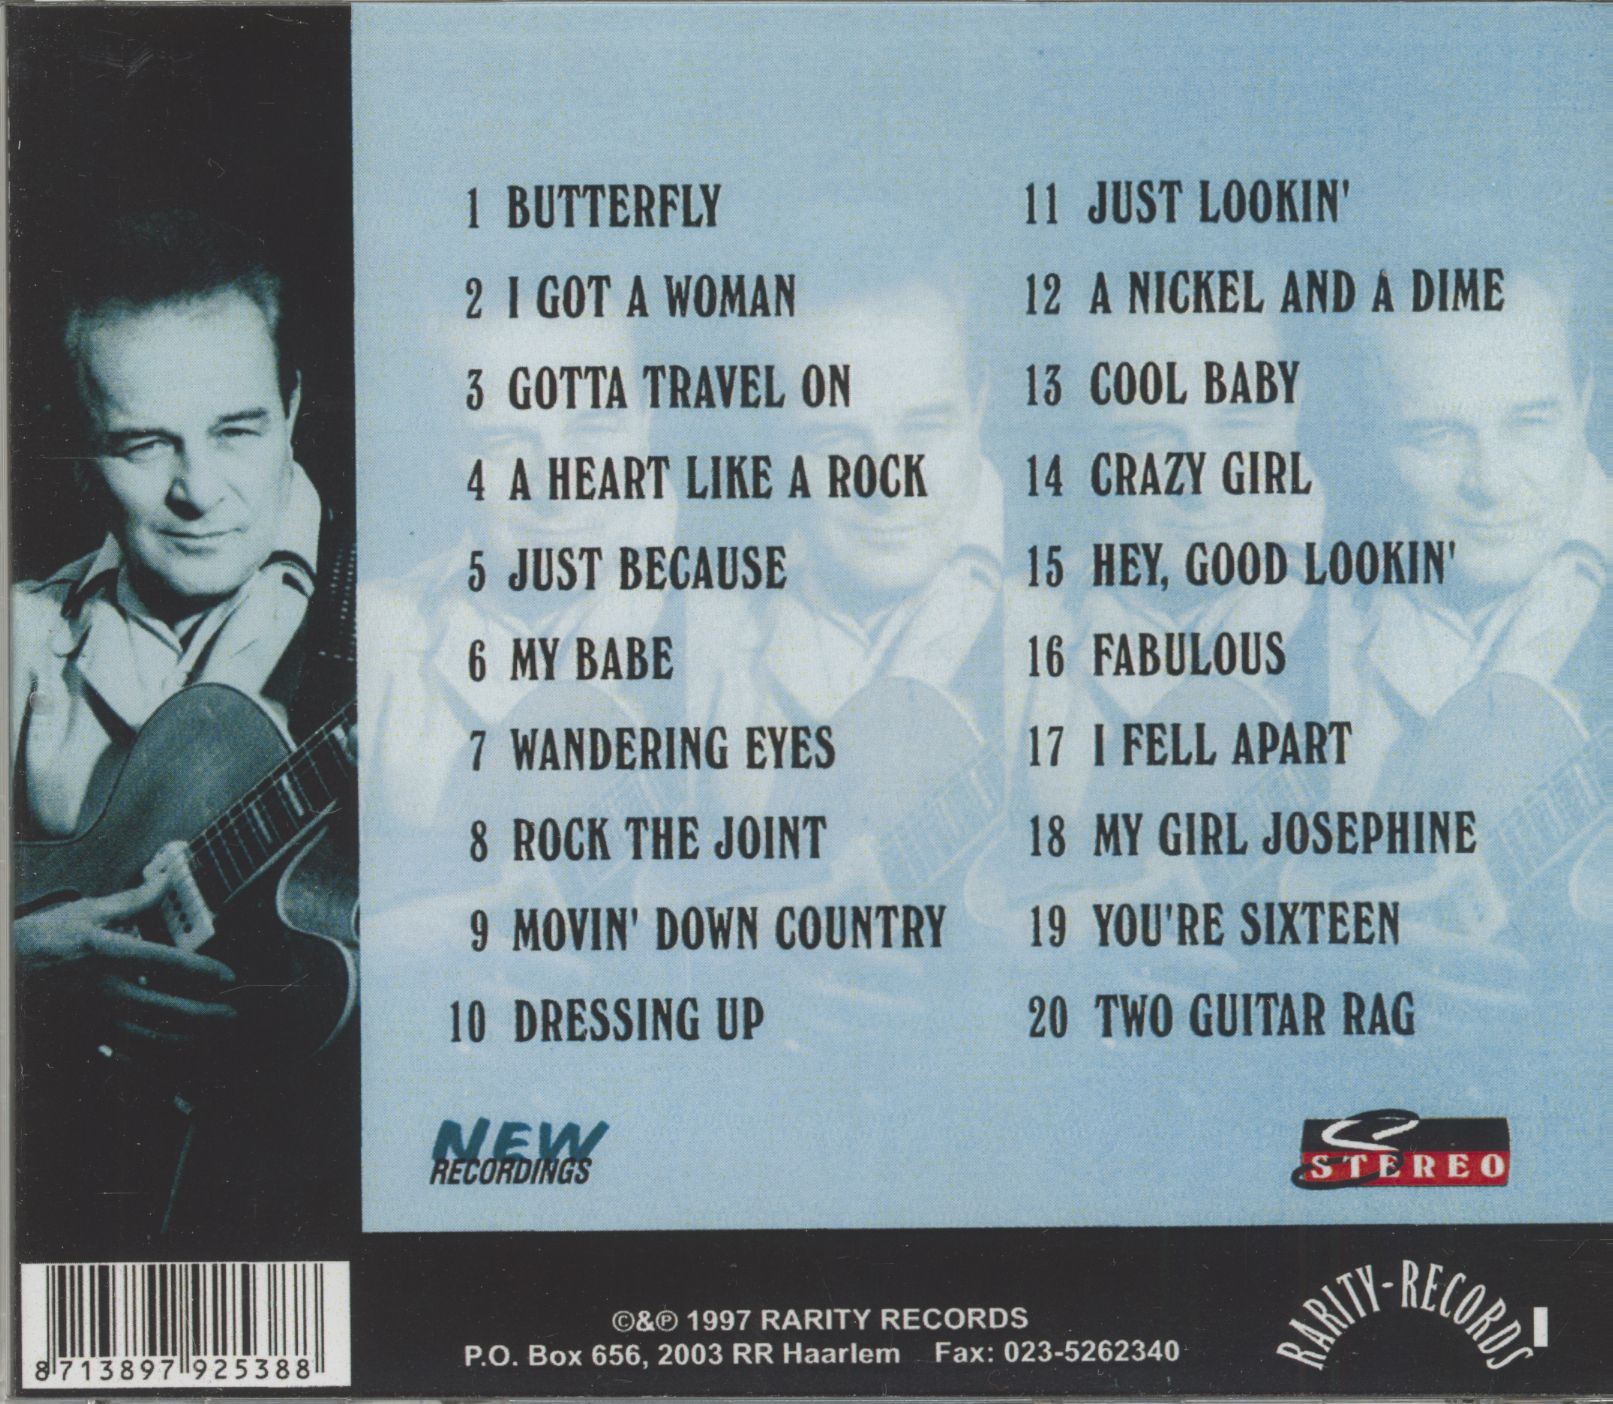 1 BUTTERFLY
2 I GOT A WOMAN
3 GOTTA TRAVEL ON
4 A HEART LIKE A ROCK
5 JUST BECAUSE
6 MY BABE
7 WANDERING EYES
8 ROCK THE JOINT
9 MOVIN' DOWN COUNTRY
10 DRESSING UP
11 JUST LOOKIN'
12 A NICKEL AND A DIME
13 COOL BABY
14 CRAZY GIRL
15 HEY, GOOD LOOKIN'
16 FABULOUS
17 I FELL APART
18 MY GIRL JOSEPHINE
19 YOU'RE SIXTEEN
20 TWO GUITAR RAG
NEW
RECORDINGS
STEREO
8 713897 925388
©&℗ 1997 RARITY RECORDS
P.O. Box 656, 2003 RR Haarlem Fax: 023-5262340
RARITY-RECORDS